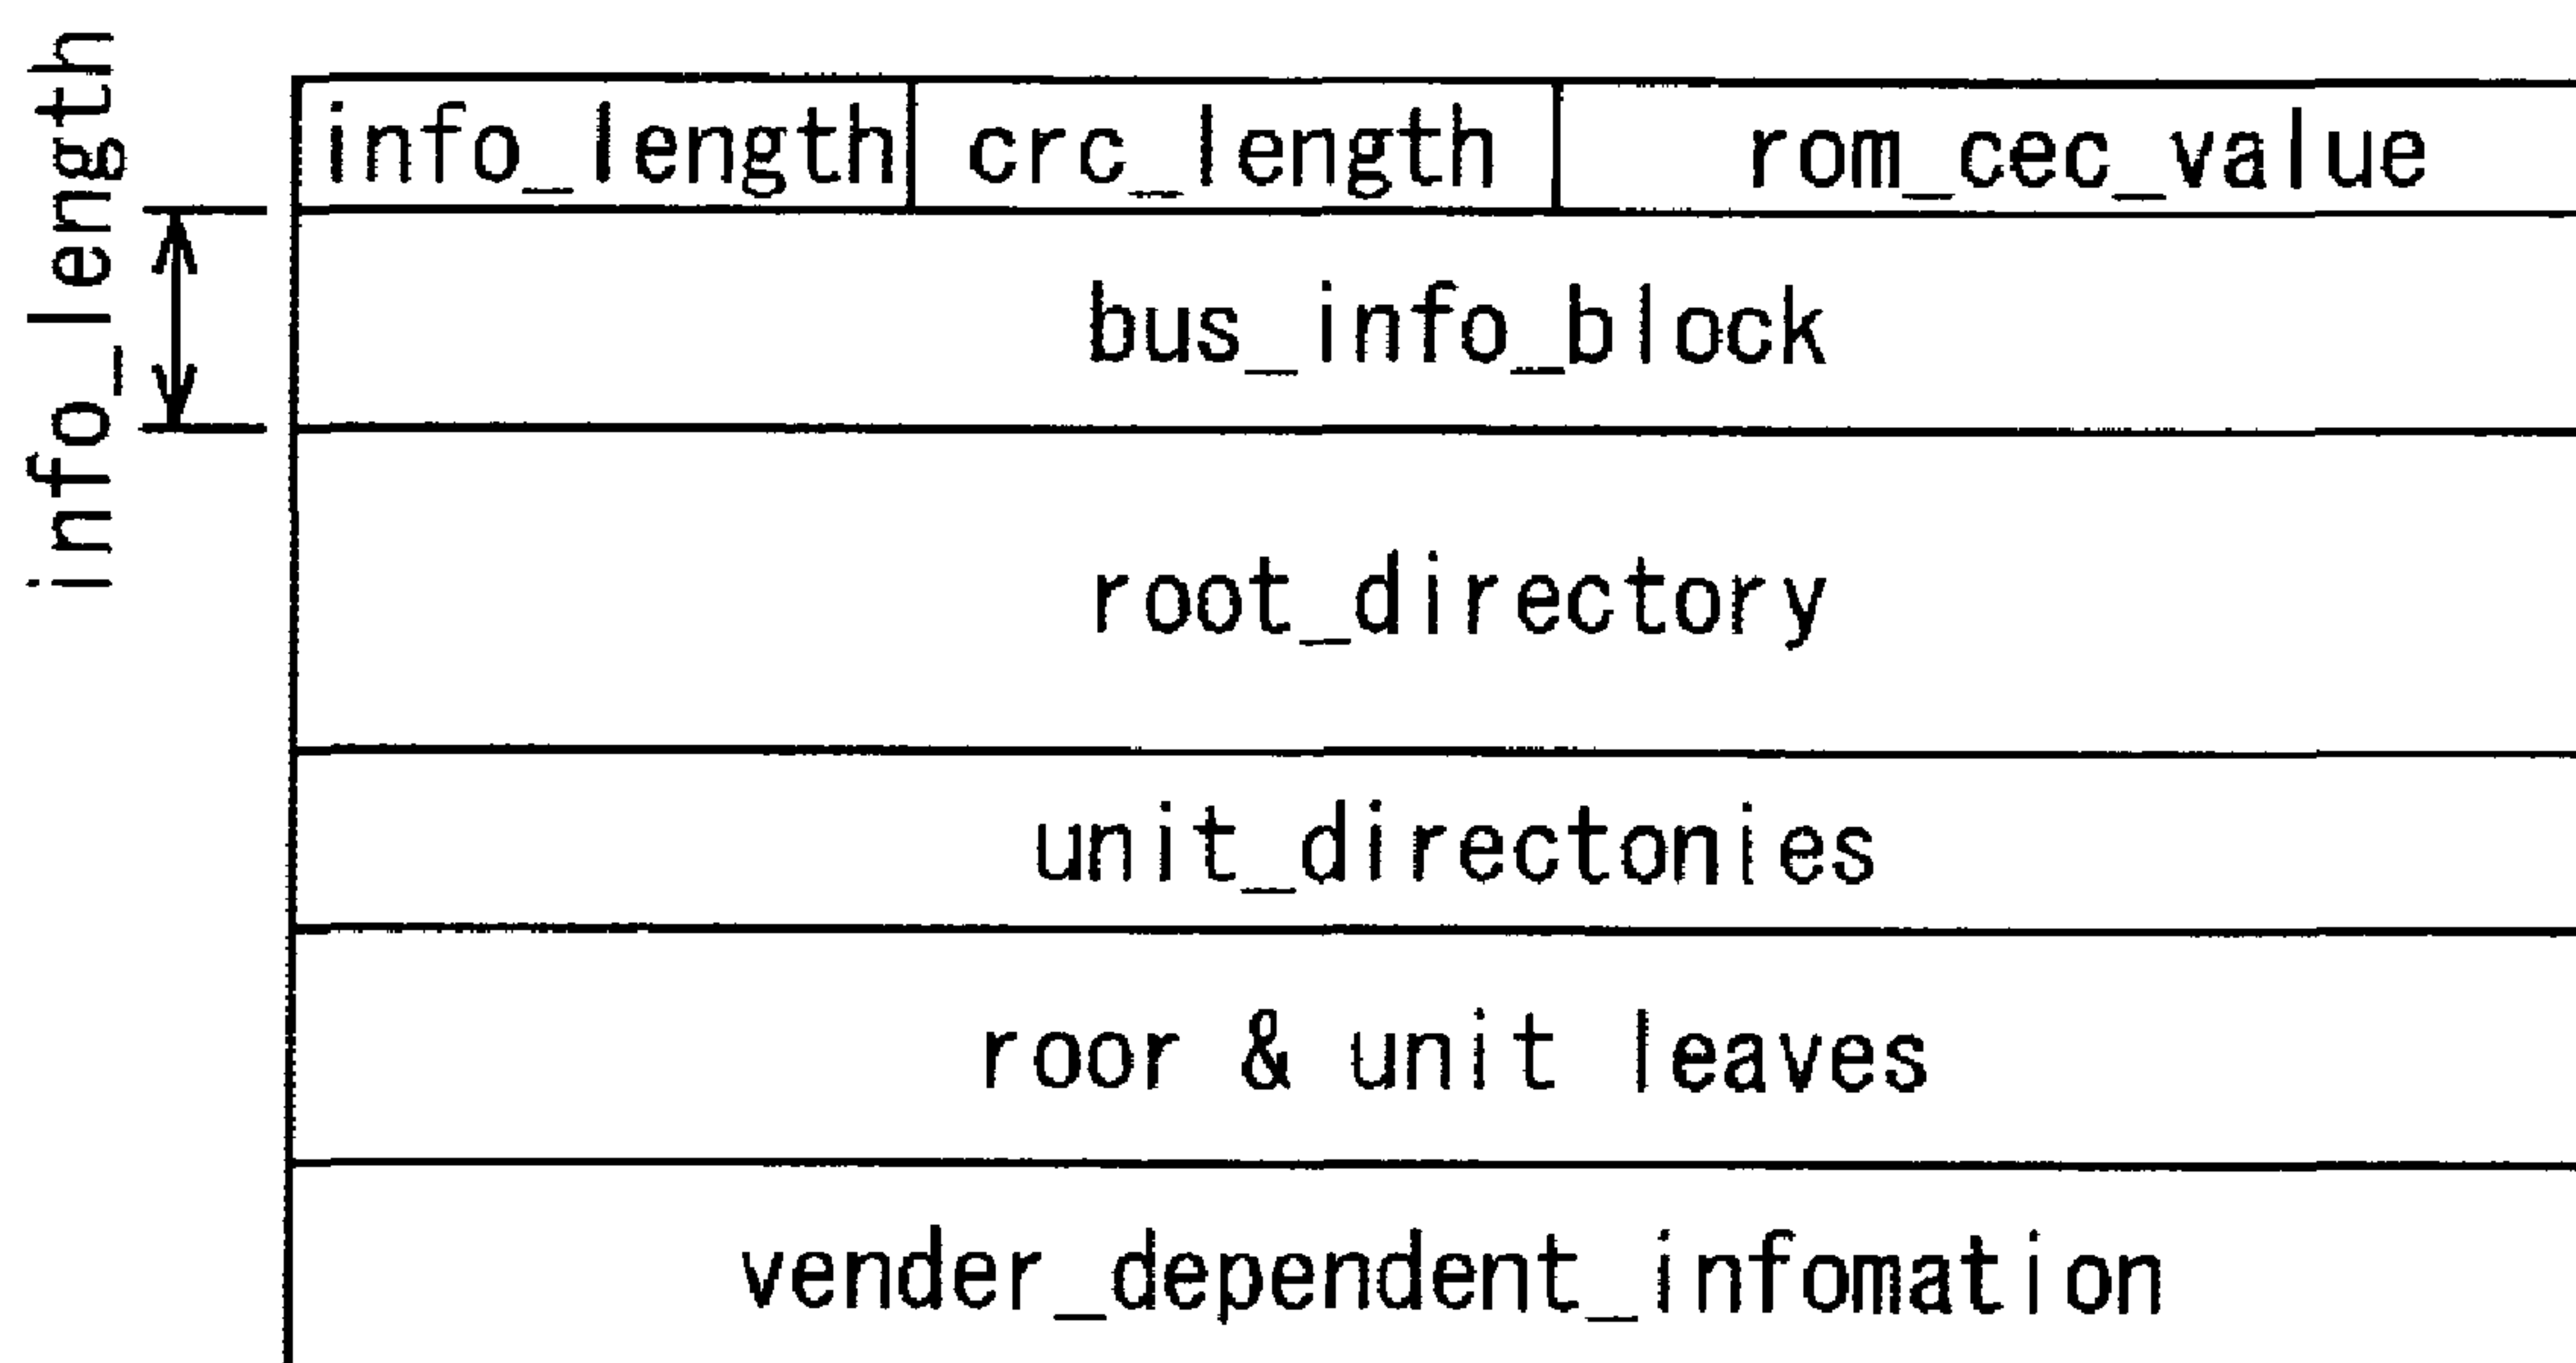 info_length
info_length crc_length rom_cec_value
bus_info_block
root_directory
unit_directonies
roor & unit leaves
vender_dependent_infomation